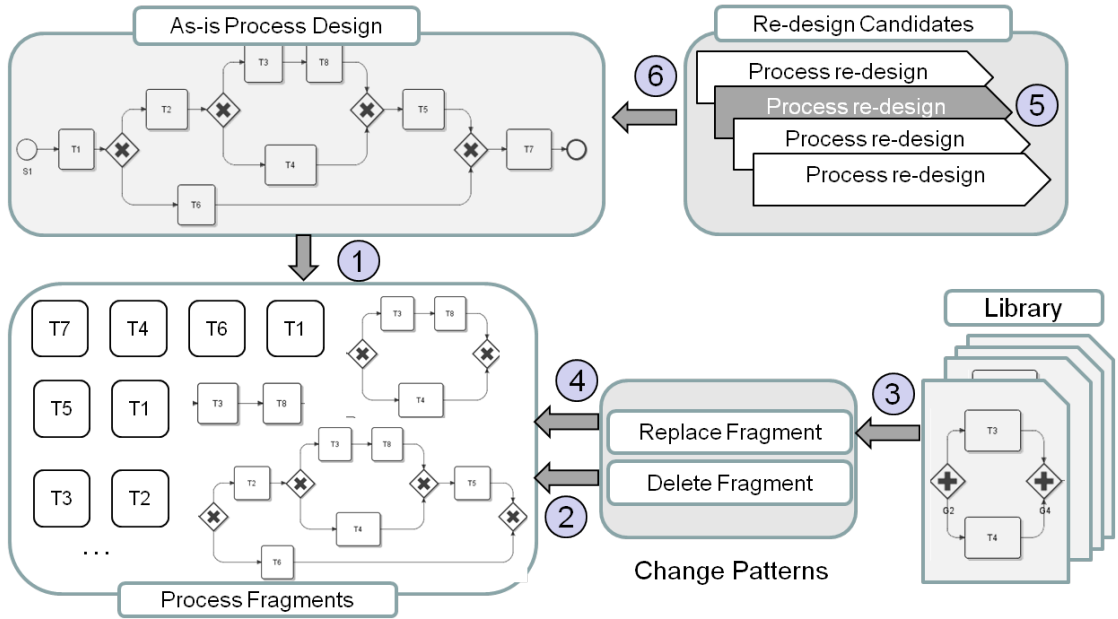 As-is Process Design
Re-design Candidates
T3 T8
T2 T5
S1 T1 T4 T7
T6
6
Process re-design
Process re-design
5
Process re-design
Process re-design
1
T7 T4 T6 T1
T3 T8
T4
T5 T1
T3 T8
T3 T8
T2 T5
T4
T6
T3 T2
...
Process Fragments
4
2
Replace Fragment
Delete Fragment
Change Patterns
3
Library
T3
G2 G4
T4